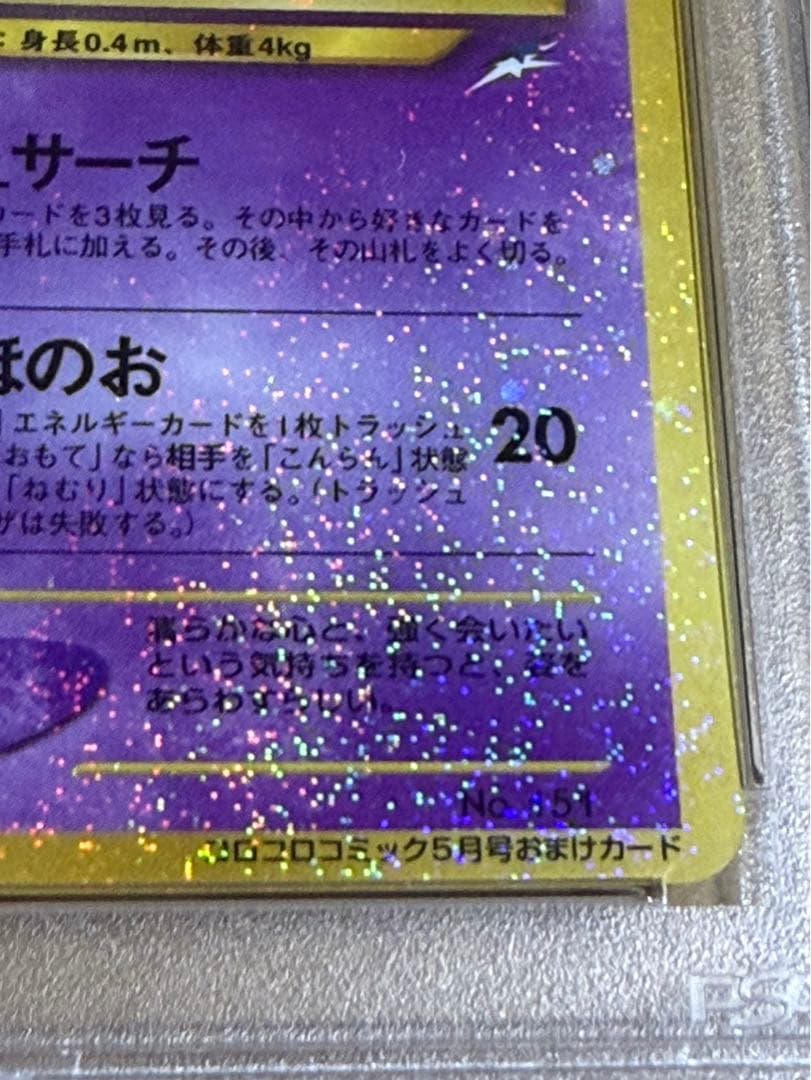 : 身長0.4m、体重4kg
サーチ
カードを3枚見る。その中から好きなカードを
手札に加える。その後、その山札をよく切る。
ほのお
エネルギーカードを1枚トラッシュ
20
おもて」なら相手を「こんらん」状態
「ねむり」状態にする。(トラッシュ
ザは失敗する。)
清らかな心と、強く会いたい
という気持ちを持つと、姿を
あらわすらしい。
No.151
コロコロコミック5月号おまけカード
PS